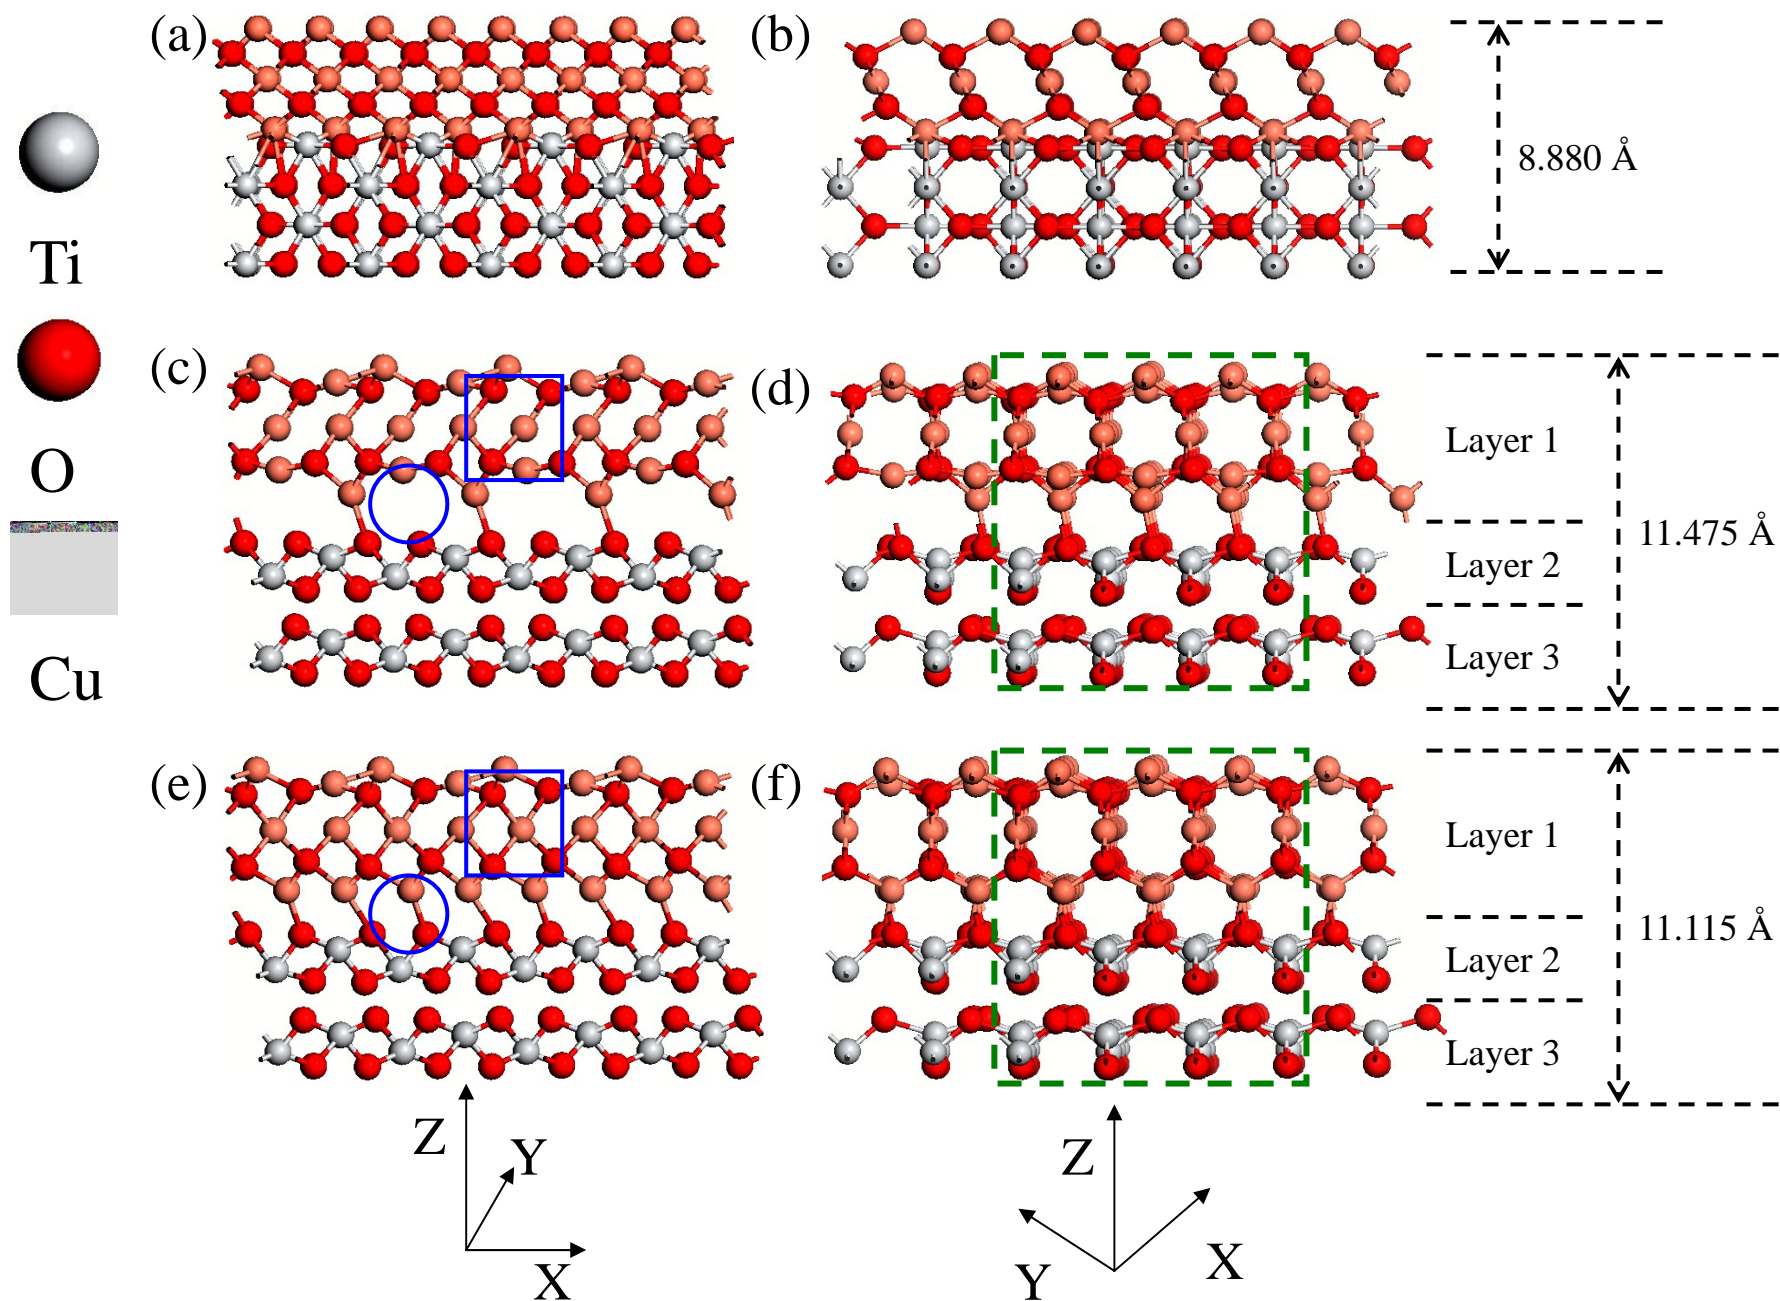 (a)
(b)
8.880 Å
Ti
O
Cu
(c)
(d)
Layer 1
Layer 2
Layer 3
11.475 Å
(e)
(f)
Layer 1
Layer 2
Layer 3
11.115 Å
Z
Y
X
Z
Y
X